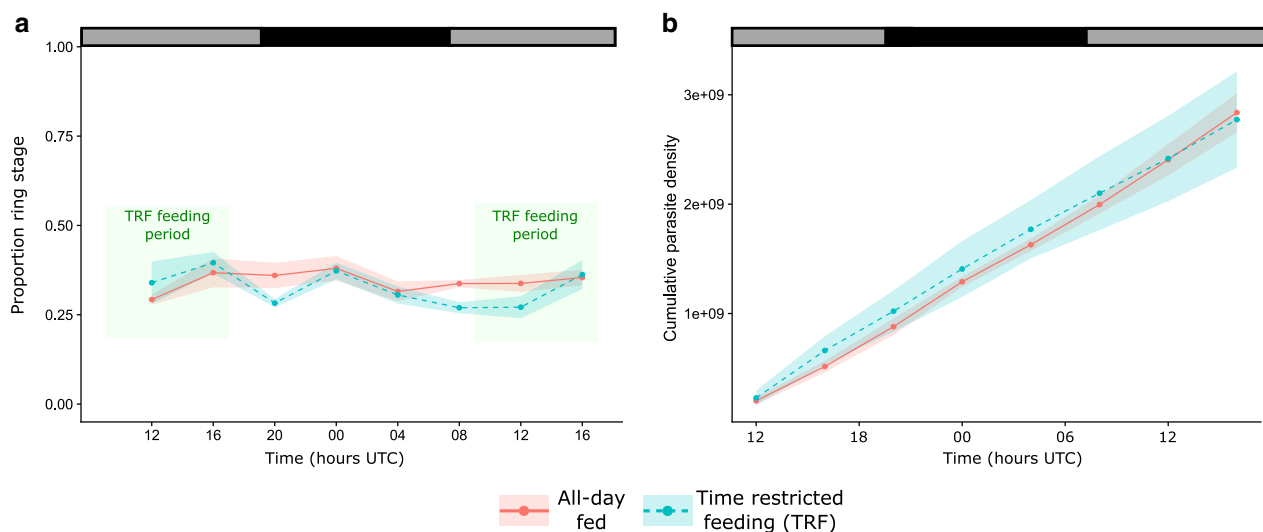 a
Proportion ring stage
1.00
0.75
0.50
0.25
0.00
TRF feeding
period
TRF feeding
period
12 16 20 00 04 08 12 16
Time (hours UTC)
b
Cumulative parasite density
3e+09
2e+09
1e+09
12 18 00 06 12
Time (hours UTC)
All-day
fed
Time restricted
feeding (TRF)